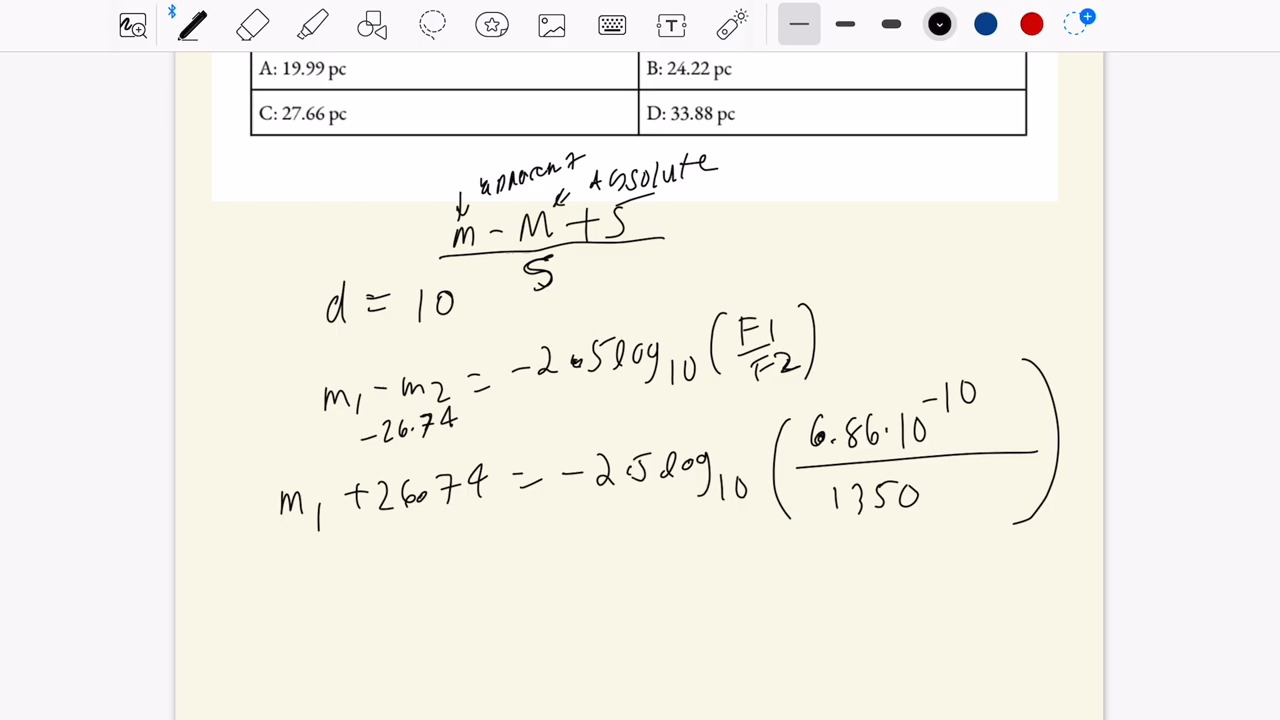 A: 19.99 pc B: 24.22 pc
C: 27.66 pc D: 33.88 pc
apparent Absolute
m - M + 5
5
d = 10
m1 - m2 = -2.5log10 (F1/F2)
-26.74
m1 + 26.74 = -2.5log10 (6.86·10^-10 / 1350)